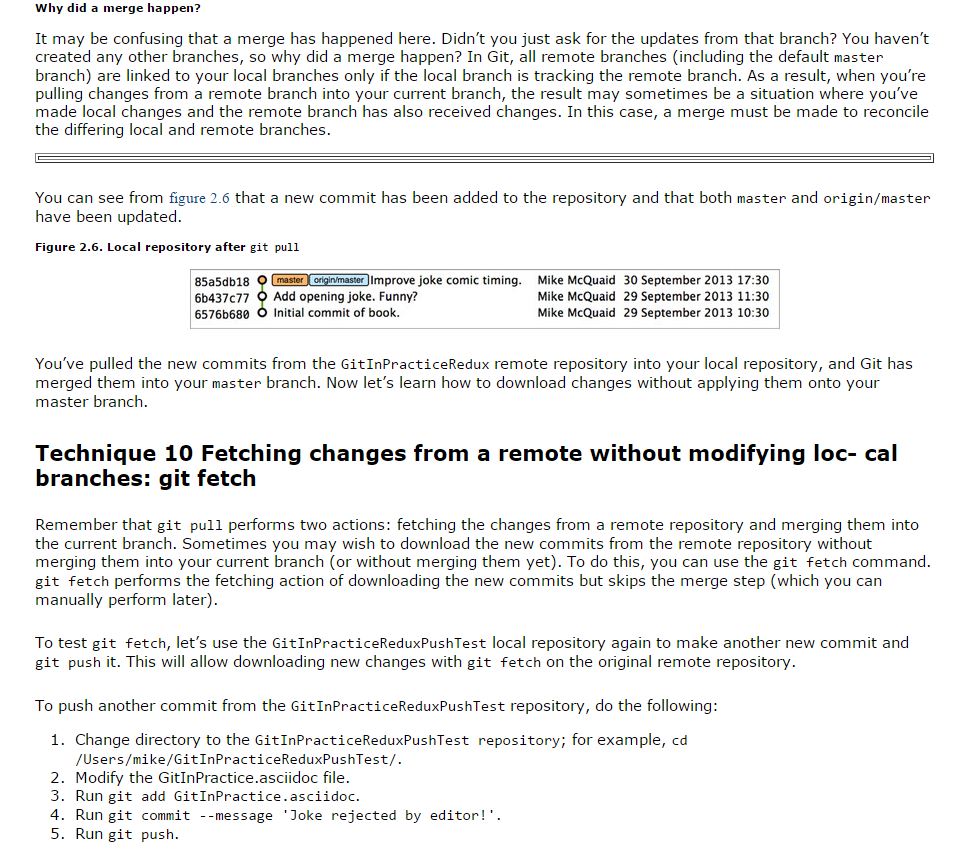 Why did a merge happen?
It may be confusing that a merge has happened here. Didn’t you just ask for the updates from that branch? You haven’t
created any other branches, so why did a merge happen? In Git, all remote branches (including the default master
branch) are linked to your local branches only if the local branch is tracking the remote branch. As a result, when you’re
pulling changes from a remote branch into your current branch, the result may sometimes be a situation where you’ve
made local changes and the remote branch has also received changes. In this case, a merge must be made to reconcile
the differing local and remote branches.
You can see from figure 2.6 that a new commit has been added to the repository and that both master and origin/master
have been updated.
Figure 2.6. Local repository after git pull
85a5db18 master origin/master Improve joke comic timing. Mike McQuaid 30 September 2013 17:30
6b437c77 Add opening joke. Funny? Mike McQuaid 29 September 2013 11:30
6576b680 Initial commit of book. Mike McQuaid 29 September 2013 10:30
You’ve pulled the new commits from the GitInPracticeRedux remote repository into your local repository, and Git has
merged them into your master branch. Now let’s learn how to download changes without applying them onto your
master branch.
Technique 10 Fetching changes from a remote without modifying loc- cal
branches: git fetch
Remember that git pull performs two actions: fetching the changes from a remote repository and merging them into
the current branch. Sometimes you may wish to download the new commits from the remote repository without
merging them into your current branch (or without merging them yet). To do this, you can use the git fetch command.
git fetch performs the fetching action of downloading the new commits but skips the merge step (which you can
manually perform later).
To test git fetch, let’s use the GitInPracticeReduxPushTest local repository again to make another new commit and
git push it. This will allow downloading new changes with git fetch on the original remote repository.
To push another commit from the GitInPracticeReduxPushTest repository, do the following:
1. Change directory to the GitInPracticeReduxPushTest repository; for example, cd
/Users/mike/GitInPracticeReduxPushTest/.
2. Modify the GitInPractice.asciidoc file.
3. Run git add GitInPractice.asciidoc.
4. Run git commit --message 'Joke rejected by editor!'.
5. Run git push.